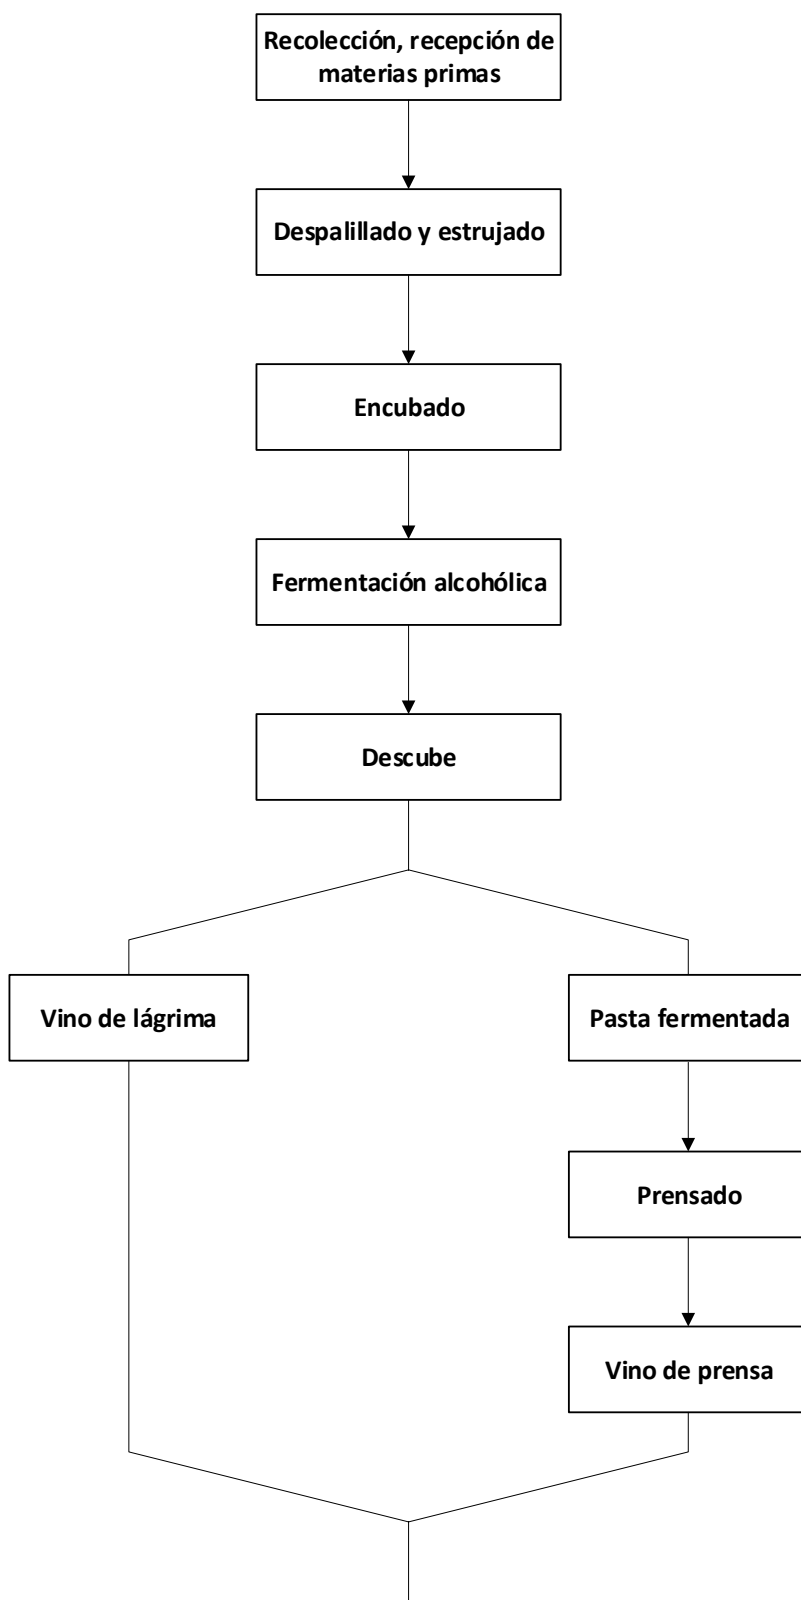 Recolección, recepción de
materias primas
Despalillado y estrujado
Encubado
Fermentación alcohólica
Descube
Vino de lágrima
Pasta fermentada
Prensado
Vino de prensa